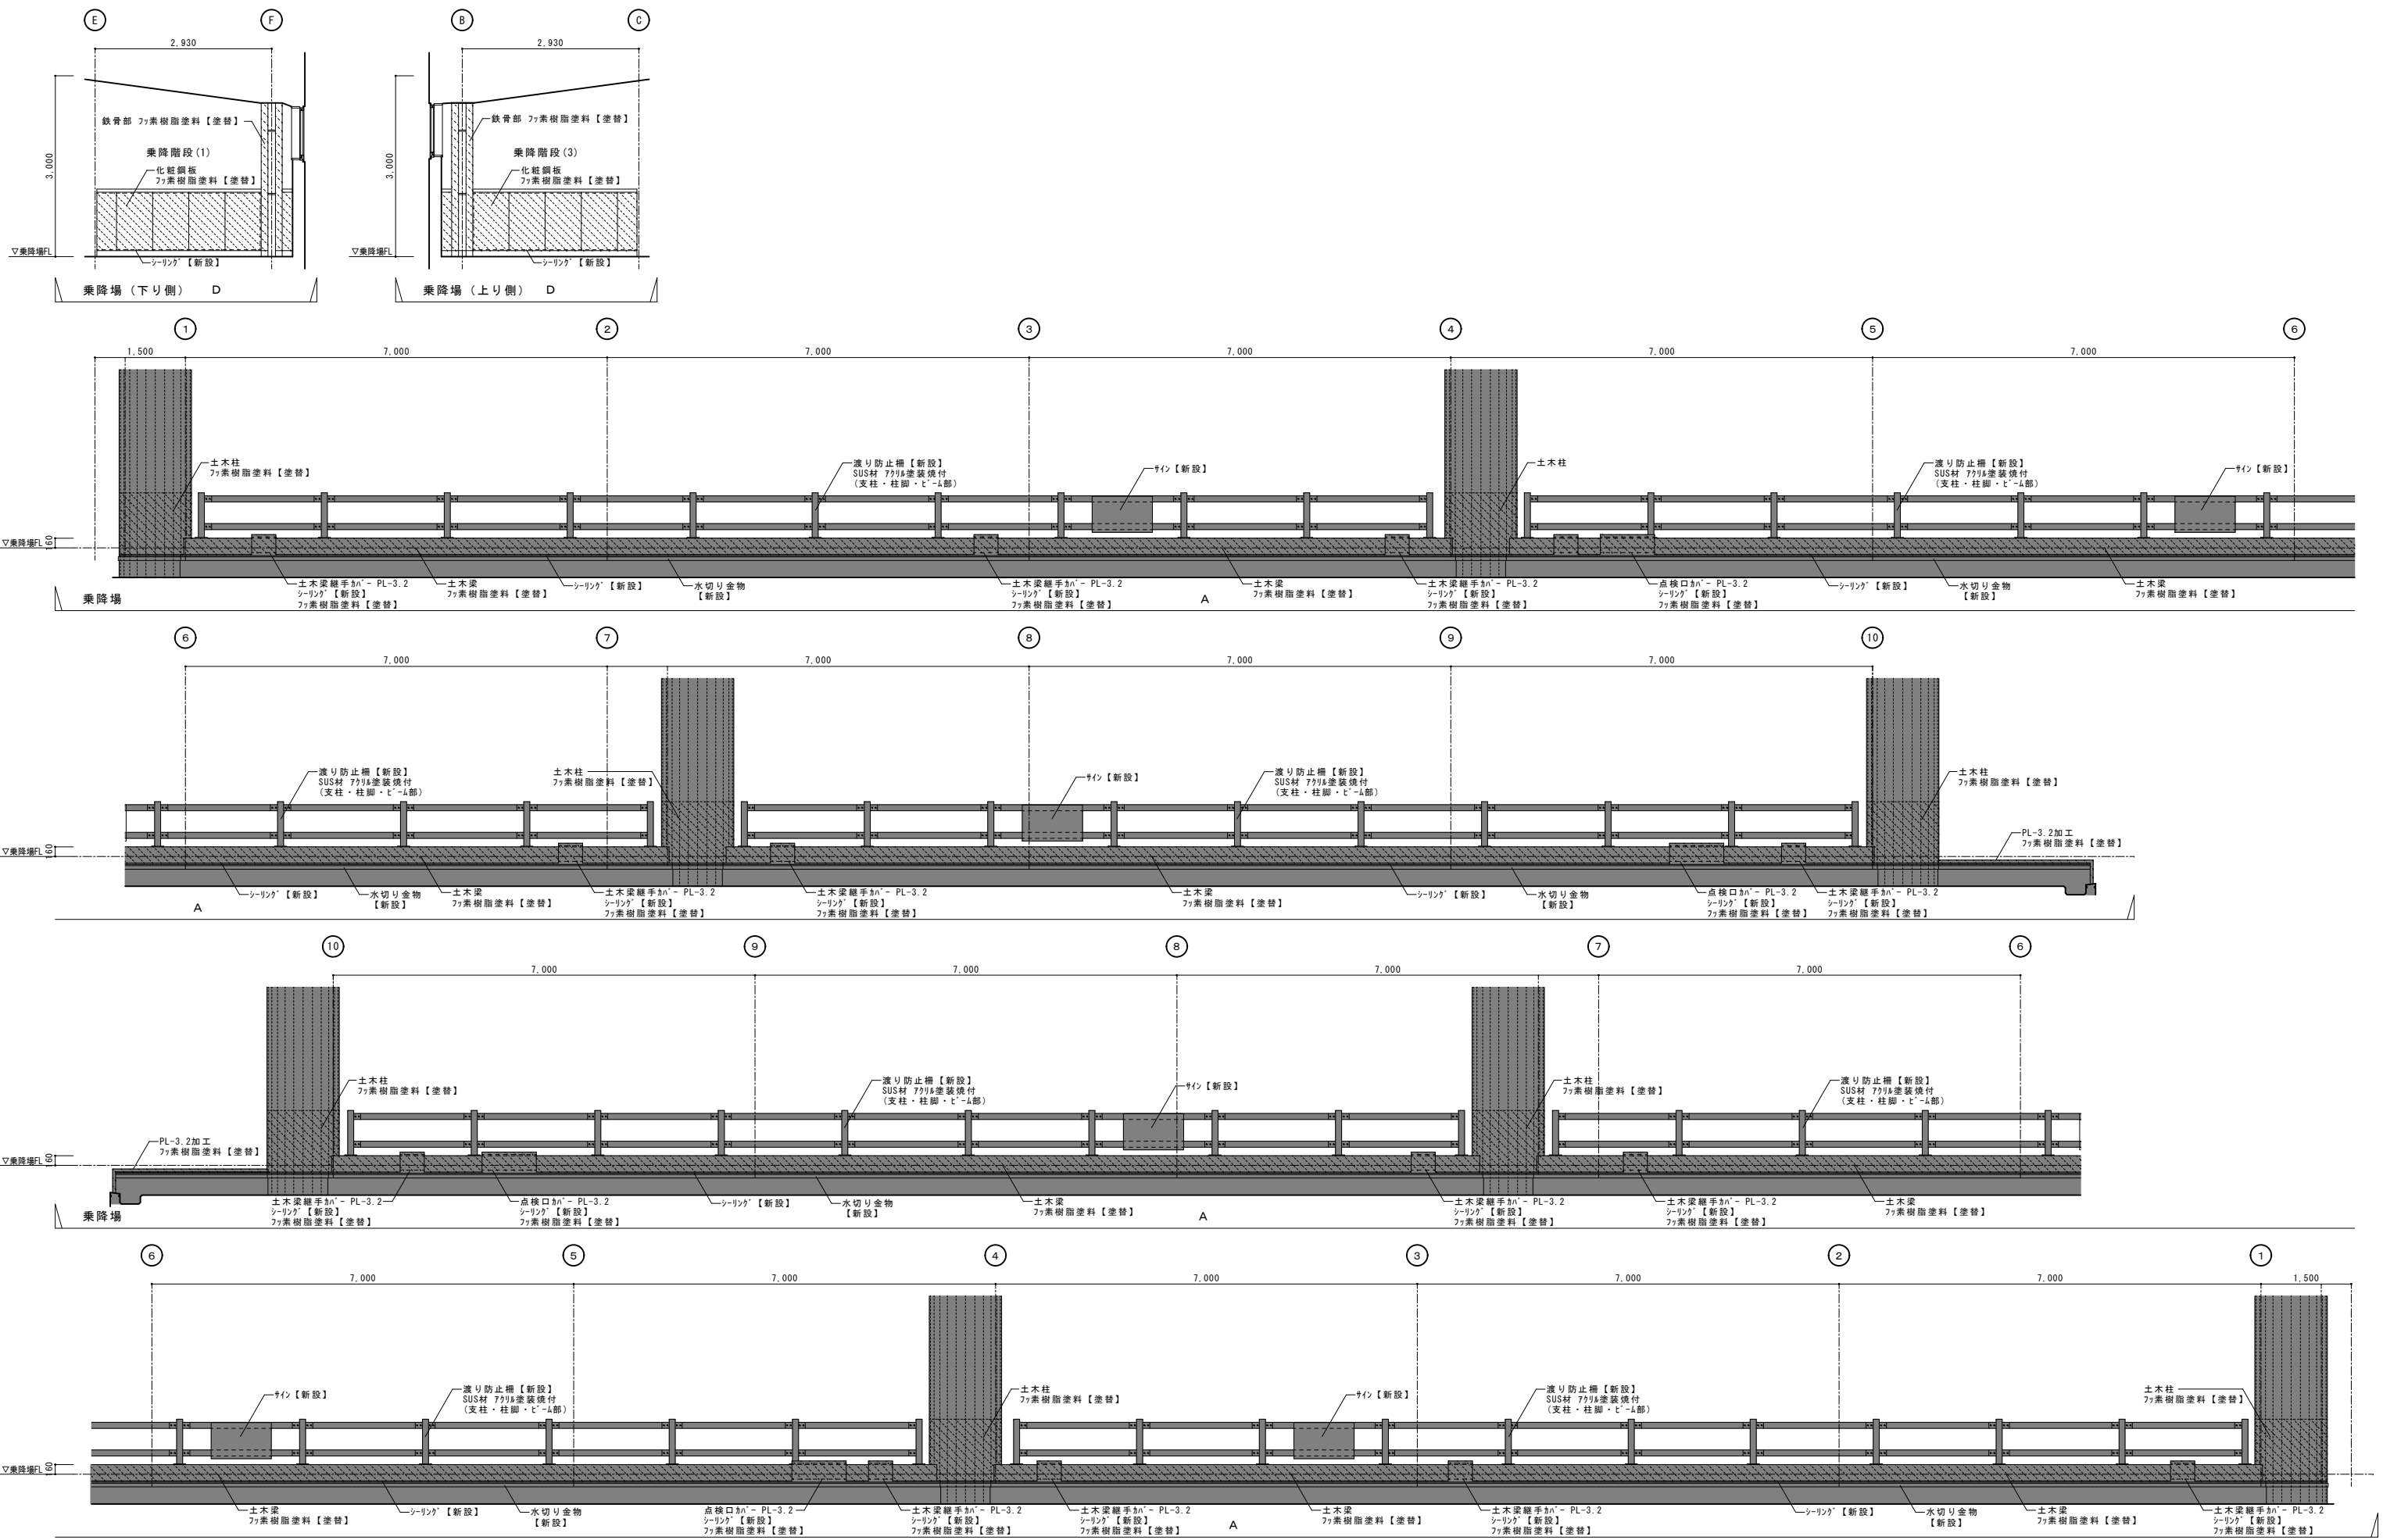 E F B C
2,930 2,930
3,000
鉄骨部 フッ素樹脂塗料【塗替】
乗降階段(1)
化粧鋼板
フッ素樹脂塗料【塗替】
▽乗降場FL
シーリング【新設】
乗降場(下り側) D
3,000
鉄骨部 フッ素樹脂塗料【塗替】
乗降階段(3)
化粧鋼板
フッ素樹脂塗料【塗替】
▽乗降場FL
シーリング【新設】
乗降場(上り側) D
1 2 3 4 5 6
1,500 7,000 7,000 7,000 7,000 7,000
土木柱
フッ素樹脂塗料【塗替】
渡り防止柵【新設】
SUS材 アクリル塗装焼付
(支柱・柱脚・ビーム部)
サイン【新設】
土木柱
渡り防止柵【新設】
SUS材 アクリル塗装焼付
(支柱・柱脚・ビーム部)
サイン【新設】
▽乗降場FL
160
土木梁継手カバー PL-3.2
シーリング【新設】
フッ素樹脂塗料【塗替】
土木梁
フッ素樹脂塗料【塗替】
シーリング【新設】
水切り金物
【新設】
土木梁継手カバー PL-3.2
シーリング【新設】
フッ素樹脂塗料【塗替】
土木梁
フッ素樹脂塗料【塗替】
土木梁継手カバー PL-3.2
シーリング【新設】
フッ素樹脂塗料【塗替】
点検口カバー PL-3.2
シーリング【新設】
フッ素樹脂塗料【塗替】
シーリング【新設】
水切り金物
【新設】
土木梁
フッ素樹脂塗料【塗替】
乗降場 A
6 7 8 9 10
7,000 7,000 7,000 7,000
渡り防止柵【新設】
SUS材 アクリル塗装焼付
(支柱・柱脚・ビーム部)
土木柱
フッ素樹脂塗料【塗替】
サイン【新設】
渡り防止柵【新設】
SUS材 アクリル塗装焼付
(支柱・柱脚・ビーム部)
土木柱
フッ素樹脂塗料【塗替】
PL-3.2加工
フッ素樹脂塗料【塗替】
▽乗降場FL
160
シーリング【新設】
水切り金物
【新設】
土木梁
フッ素樹脂塗料【塗替】
土木梁継手カバー PL-3.2
シーリング【新設】
フッ素樹脂塗料【塗替】
土木梁継手カバー PL-3.2
シーリング【新設】
フッ素樹脂塗料【塗替】
土木梁
フッ素樹脂塗料【塗替】
シーリング【新設】
水切り金物
【新設】
点検口カバー PL-3.2
シーリング【新設】
フッ素樹脂塗料【塗替】
土木梁継手カバー PL-3.2
シーリング【新設】
フッ素樹脂塗料【塗替】
A
10 9 8 7 6
7,000 7,000 7,000 7,000
土木柱
フッ素樹脂塗料【塗替】
渡り防止柵【新設】
SUS材 アクリル塗装焼付
(支柱・柱脚・ビーム部)
サイン【新設】
土木柱
フッ素樹脂塗料【塗替】
渡り防止柵【新設】
SUS材 アクリル塗装焼付
(支柱・柱脚・ビーム部)
PL-3.2加工
フッ素樹脂塗料【塗替】
▽乗降場FL
160
土木梁継手カバー PL-3.2
シーリング【新設】
フッ素樹脂塗料【塗替】
点検口カバー PL-3.2
シーリング【新設】
フッ素樹脂塗料【塗替】
シーリング【新設】
水切り金物
【新設】
土木梁
フッ素樹脂塗料【塗替】
土木梁継手カバー PL-3.2
シーリング【新設】
フッ素樹脂塗料【塗替】
土木梁継手カバー PL-3.2
シーリング【新設】
フッ素樹脂塗料【塗替】
土木梁
フッ素樹脂塗料【塗替】
乗降場 A
6 5 4 3 2 1
7,000 7,000 7,000 7,000 7,000 1,500
サイン【新設】
渡り防止柵【新設】
SUS材 アクリル塗装焼付
(支柱・柱脚・ビーム部)
土木柱
フッ素樹脂塗料【塗替】
サイン【新設】
渡り防止柵【新設】
SUS材 アクリル塗装焼付
(支柱・柱脚・ビーム部)
土木柱
フッ素樹脂塗料【塗替】
▽乗降場FL
160
土木梁
フッ素樹脂塗料【塗替】
シーリング【新設】
水切り金物
【新設】
点検口カバー PL-3.2
シーリング【新設】
フッ素樹脂塗料【塗替】
土木梁継手カバー PL-3.2
シーリング【新設】
フッ素樹脂塗料【塗替】
土木梁継手カバー PL-3.2
シーリング【新設】
フッ素樹脂塗料【塗替】
土木梁
フッ素樹脂塗料【塗替】
土木梁継手カバー PL-3.2
シーリング【新設】
フッ素樹脂塗料【塗替】
シーリング【新設】
水切り金物
【新設】
土木梁
フッ素樹脂塗料【塗替】
土木梁継手カバー PL-3.2
シーリング【新設】
フッ素樹脂塗料【塗替】
A